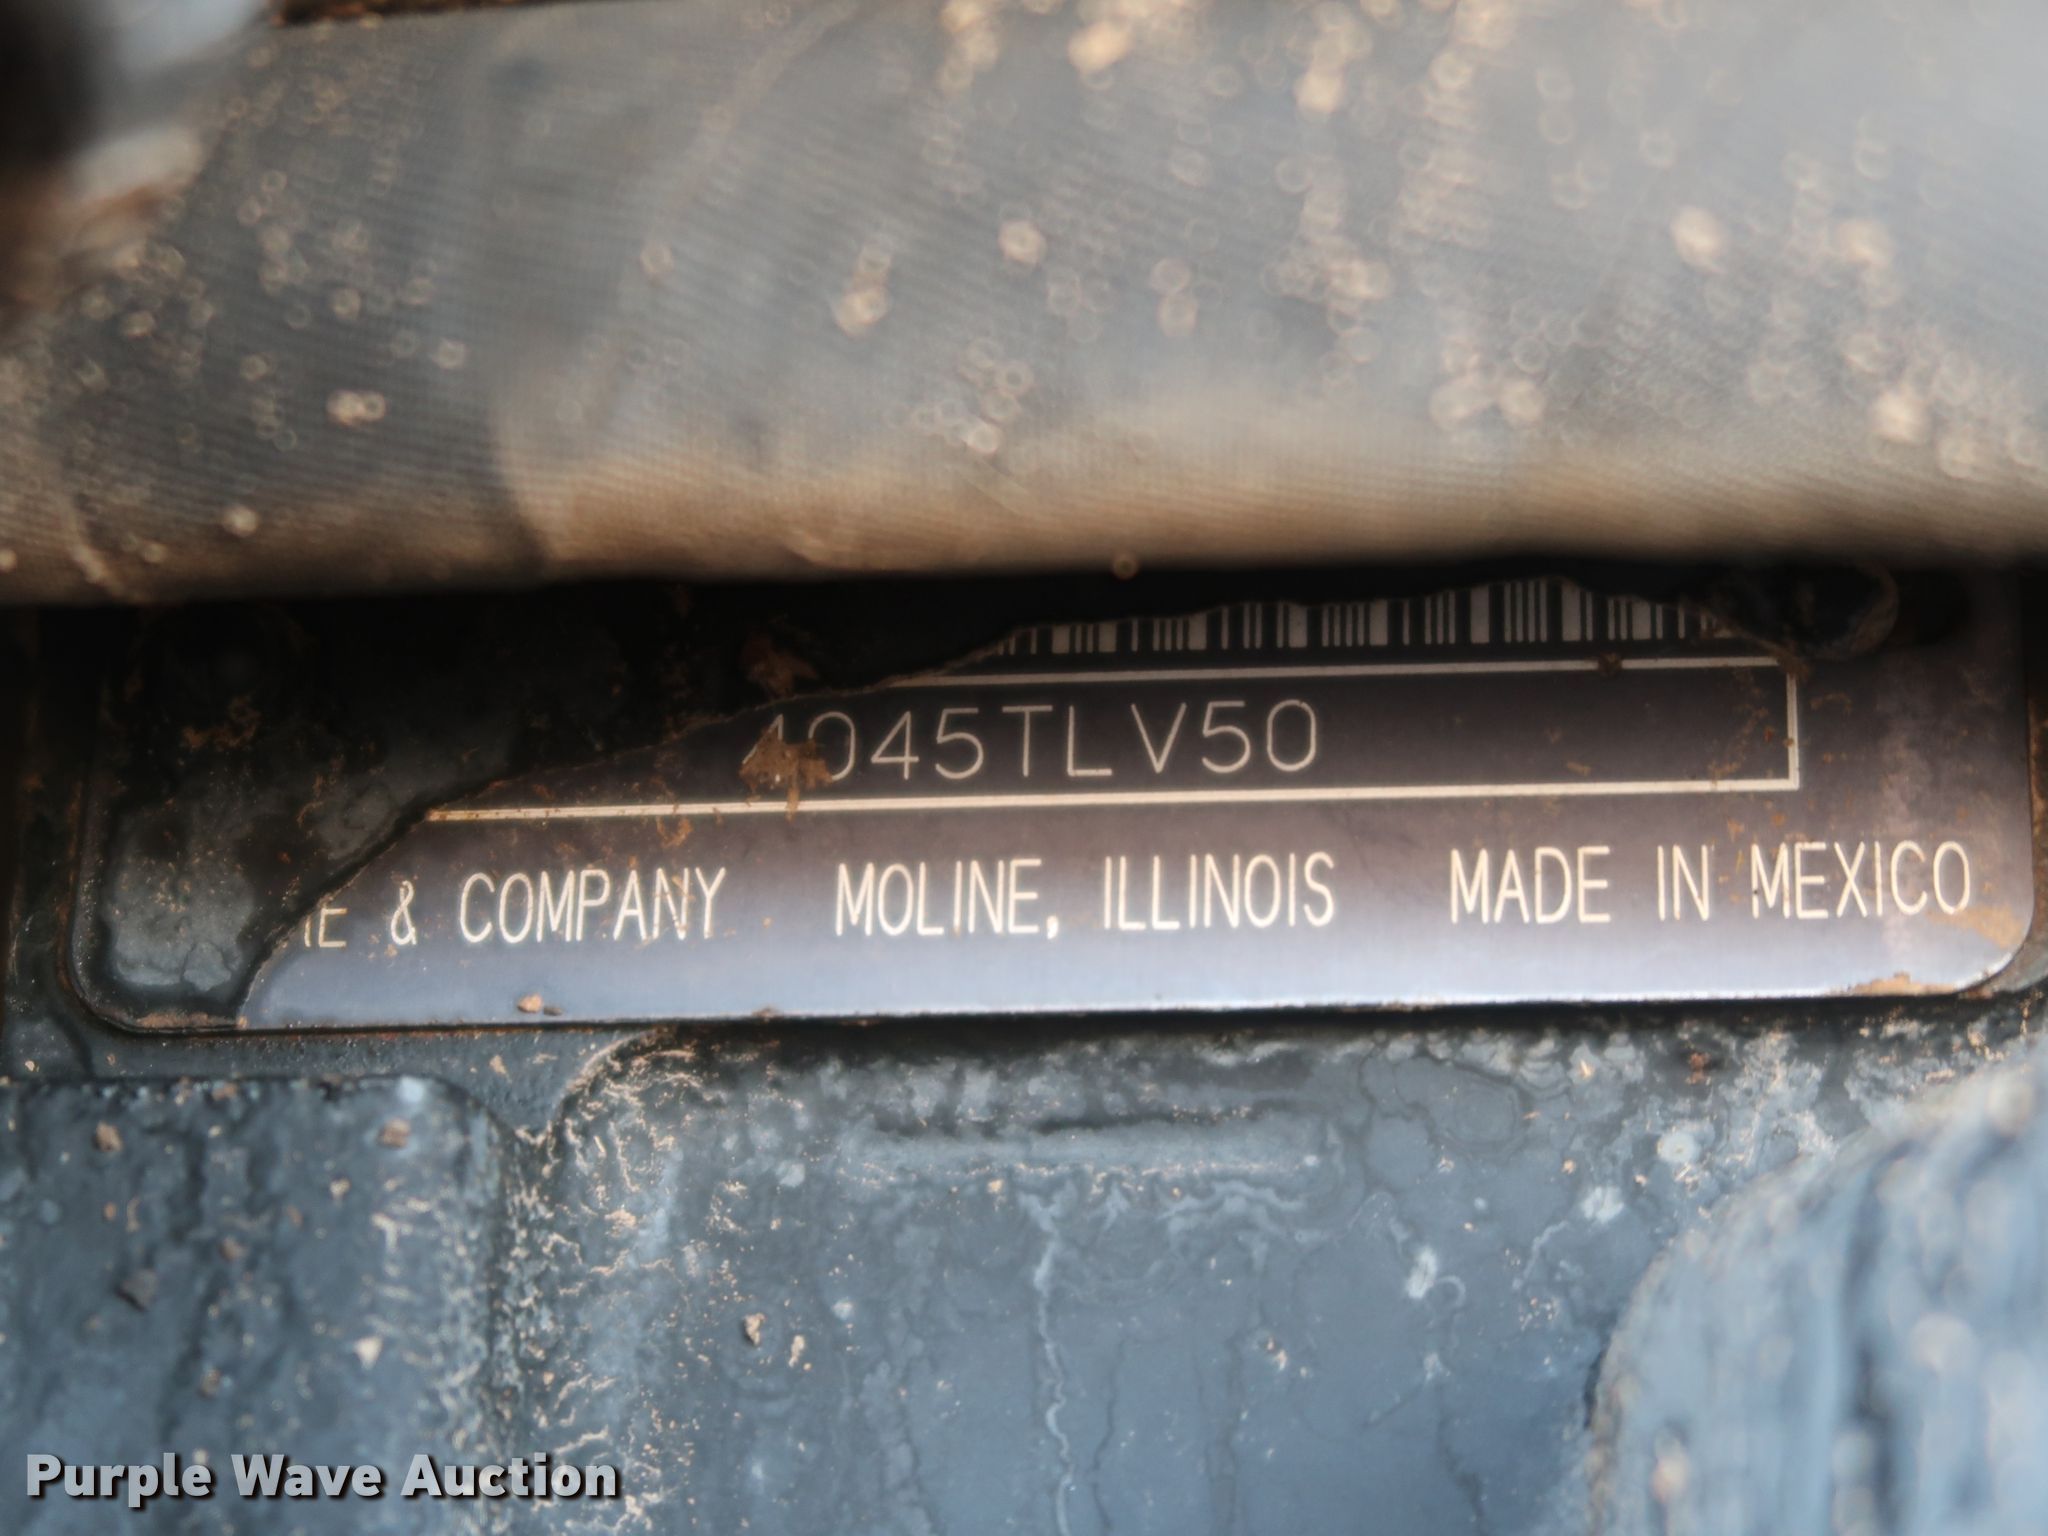 4045TLV50
& COMPANY MOLINE, ILLINOIS MADE IN MEXICO
Purple Wave Auction